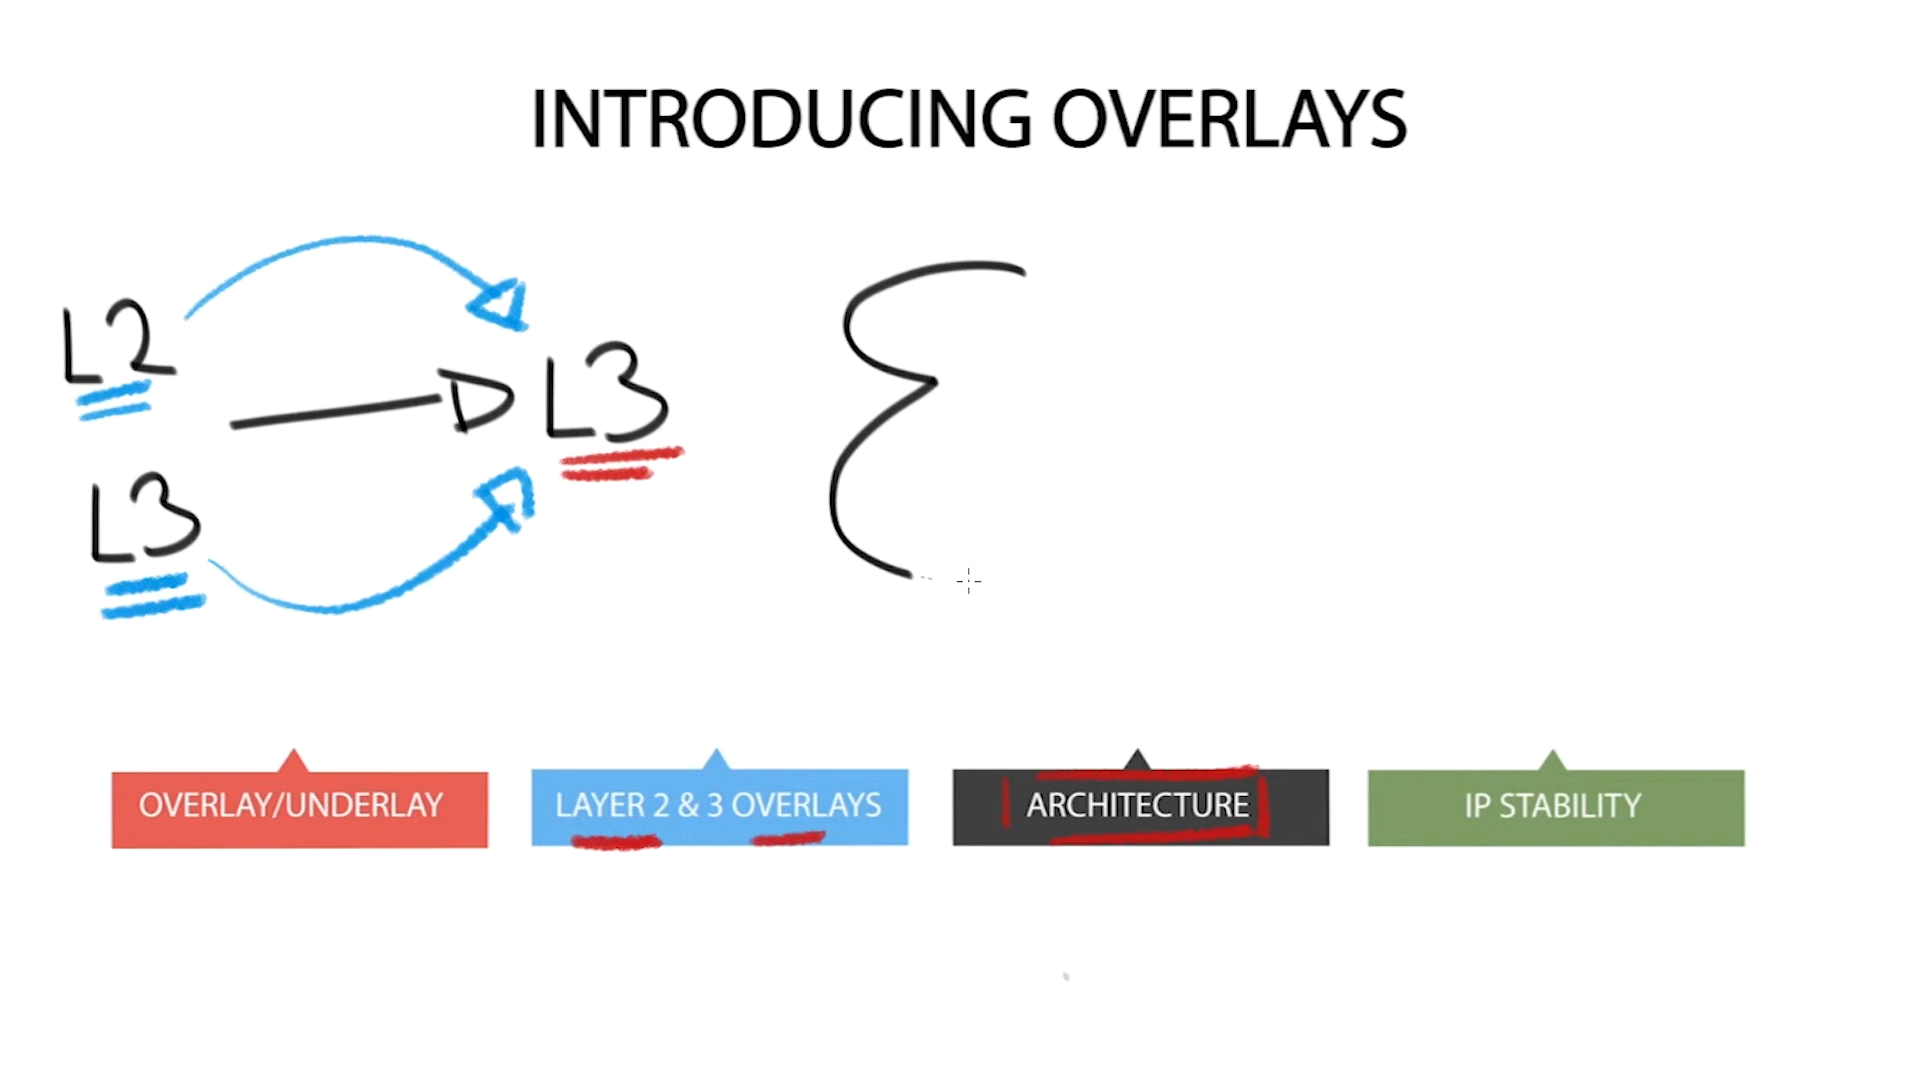 INTRODUCING OVERLAYS
L2
L3
L3
OVERLAY/UNDERLAY
LAYER 2 & 3 OVERLAYS
ARCHITECTURE
IP STABILITY